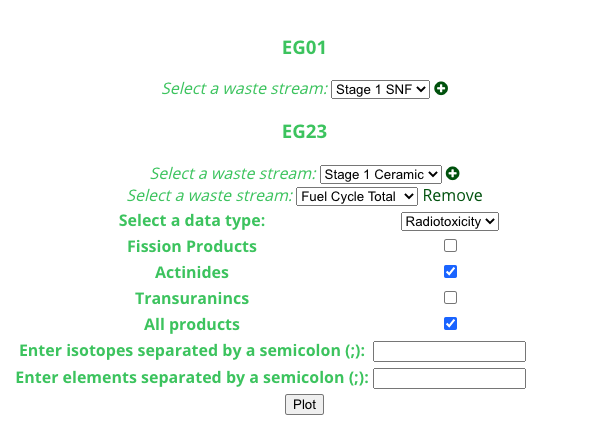 EG01
Select a waste stream: Stage 1 SNF
EG23
Select a waste stream: Stage 1 Ceramic
Select a waste stream: Fuel Cycle Total Remove
Select a data type: Radiotoxicity
Fission Products
Actinides
Transuranincs
All products
Enter isotopes separated by a semicolon (;):
Enter elements separated by a semicolon (;):
Plot